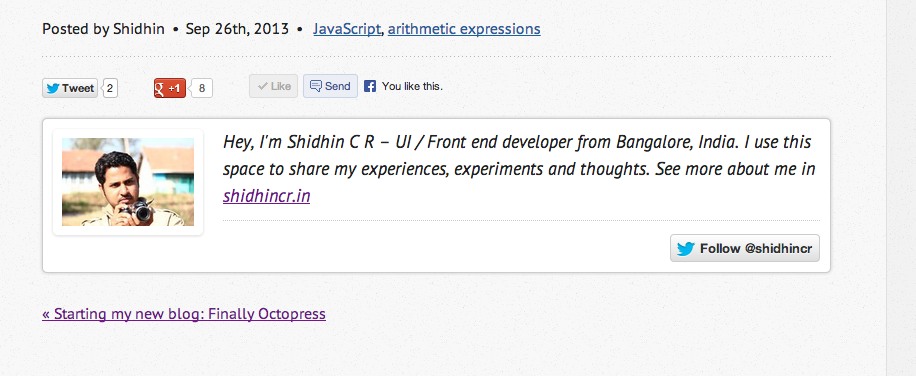 Posted by Shidhin • Sep 26th, 2013 • JavaScript, arithmetic expressions
Tweet 2 g +1 8 Like Send f You like this.
Hey, I'm Shidhin C R – UI / Front end developer from Bangalore, India. I use this
space to share my experiences, experiments and thoughts. See more about me in
shidhincr.in
Follow @shidhincr
« Starting my new blog: Finally Octopress